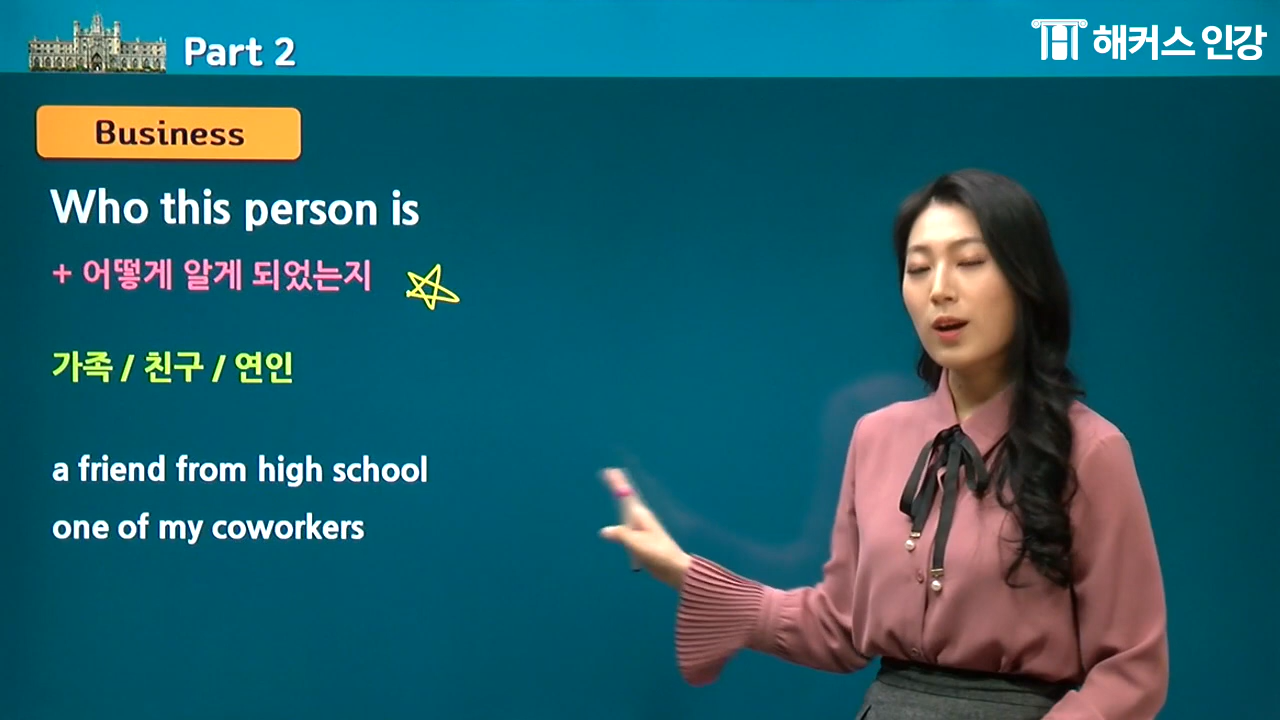 Part 2
해커스 인강
Business
Who this person is
+ 어떻게 알게 되었는지
가족 / 친구 / 연인
a friend from high school
one of my coworkers